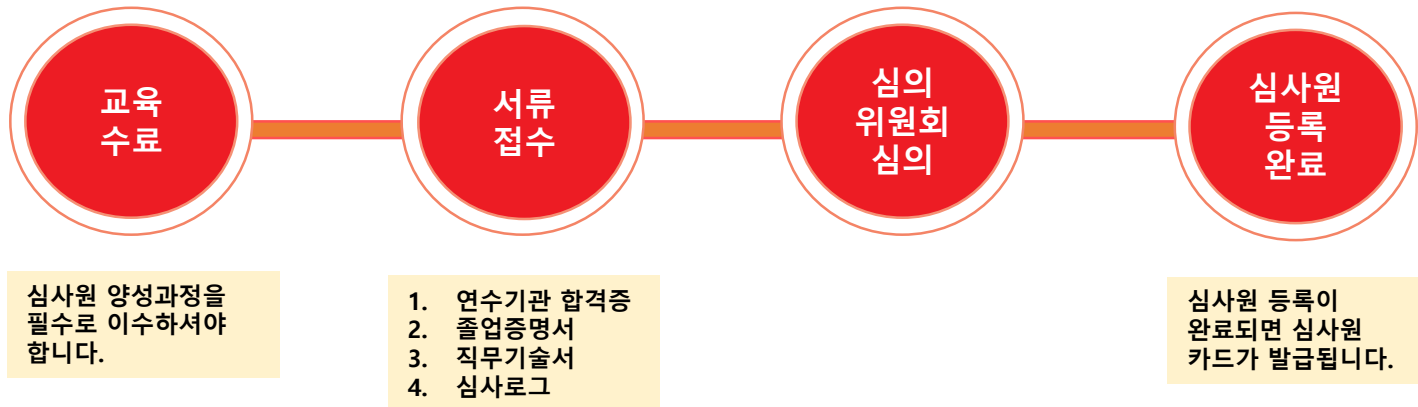 교육
수료
서류
접수
심의
위원회
심의
심사원
등록
완료
심사원 양성과정을
필수로 이수하셔야
합니다.
1. 연수기관 합격증
2. 졸업증명서
3. 직무기술서
4. 심사로그
심사원 등록이
완료되면 심사원
카드가 발급됩니다.